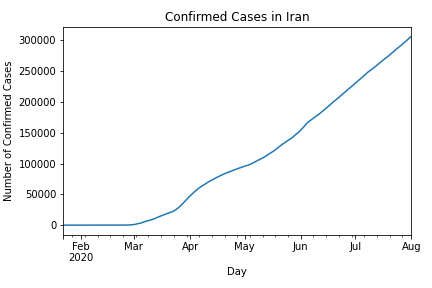 Confirmed Cases in Iran
Number of Confirmed Cases
300000
250000
200000
150000
100000
50000
0
Feb Mar Apr May Jun Jul Aug
2020
Day